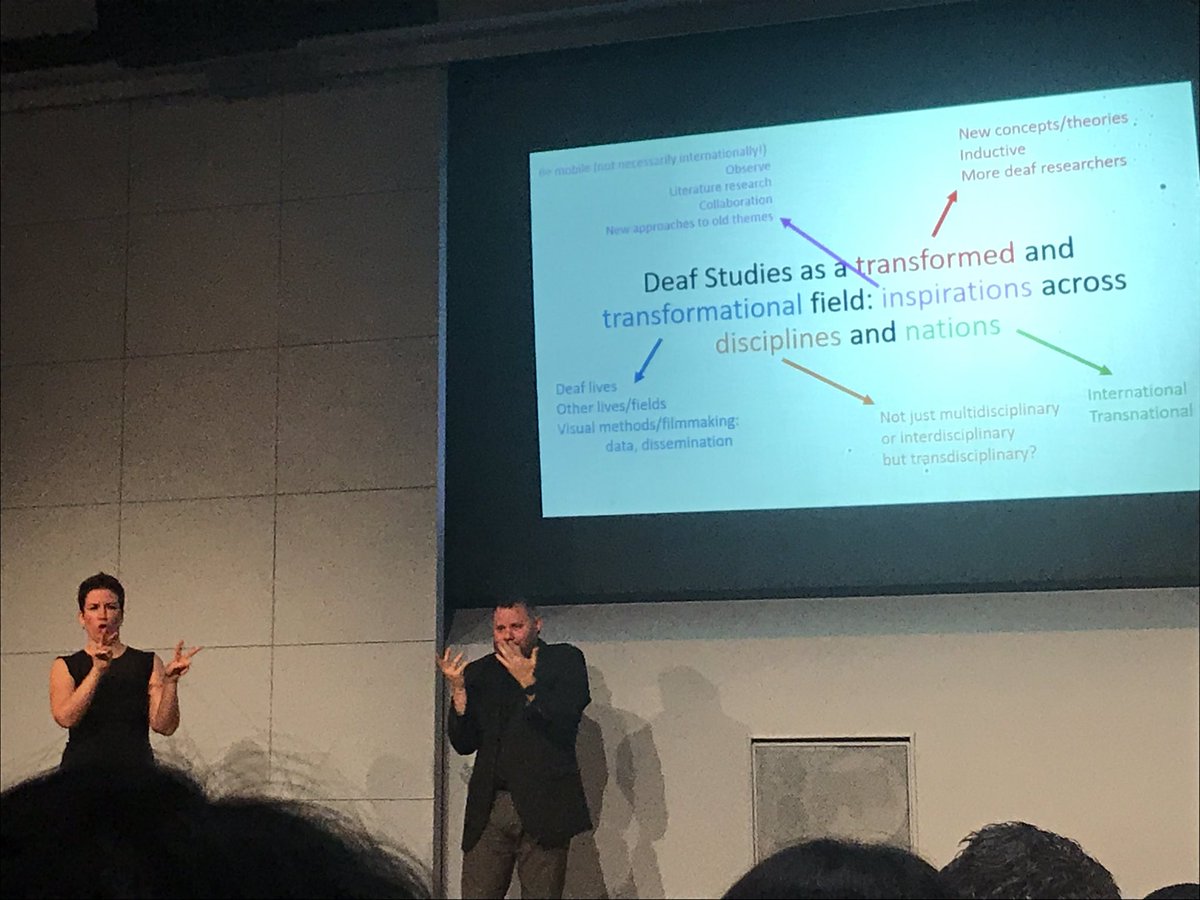 Be mobile (not necessarily internationally!)
Observe
Literature research
Collaboration
New approaches to old themes
New concepts/theories
Inductive
More deaf researchers
Deaf Studies as a transformed and
transformational field: inspirations across
disciplines and nations
Deaf lives
Other lives/fields
Visual methods/filmmaking:
data, dissemination
Not just multidisciplinary
or interdisciplinary
but transdisciplinary?
International
Transnational